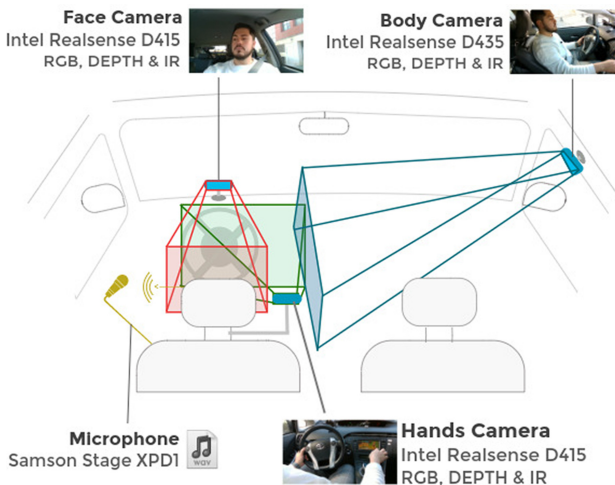 Face Camera
Intel Realsense D415
RGB, DEPTH & IR
Body Camera
Intel Realsense D435
RGB, DEPTH & IR
Microphone
Samson Stage XPD1
wav
Hands Camera
Intel Realsense D415
RGB, DEPTH & IR